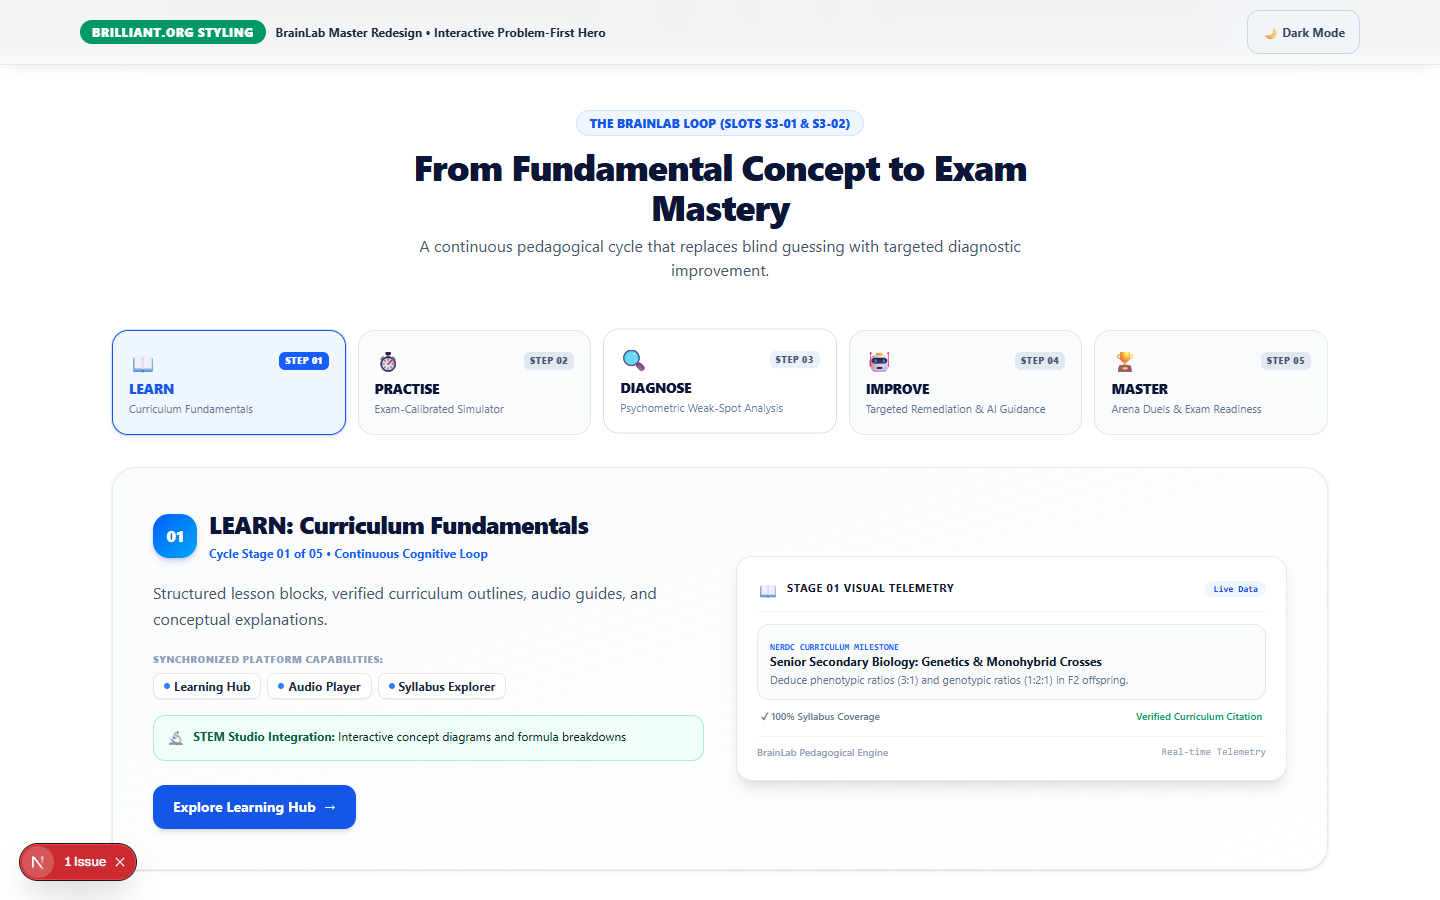 BRILLIANT.ORG STYLING
BrainLab Master Redesign • Interactive Problem-First Hero
🌙 Dark Mode
THE BRAINLAB LOOP (SLOTS S3-01 & S3-02)
From Fundamental Concept to Exam
Mastery
A continuous pedagogical cycle that replaces blind guessing with targeted diagnostic
improvement.
STEP 01
LEARN
Curriculum Fundamentals
STEP 02
PRACTISE
Exam-Calibrated Simulator
STEP 03
DIAGNOSE
Psychometric Weak-Spot Analysis
STEP 04
IMPROVE
Targeted Remediation & AI Guidance
STEP 05
MASTER
Arena Duels & Exam Readiness
01
LEARN: Curriculum Fundamentals
Cycle Stage 01 of 05 • Continuous Cognitive Loop
Structured lesson blocks, verified curriculum outlines, audio guides, and
conceptual explanations.
SYNCHRONIZED PLATFORM CAPABILITIES:
• Learning Hub
• Audio Player
• Syllabus Explorer
STEM Studio Integration: Interactive concept diagrams and formula breakdowns
Explore Learning Hub →
STAGE 01 VISUAL TELEMETRY
Live Data
NERDC CURRICULUM MILESTONE
Senior Secondary Biology: Genetics & Monohybrid Crosses
Deduce phenotypic ratios (3:1) and genotypic ratios (1:2:1) in F2 offspring.
✓ 100% Syllabus Coverage
Verified Curriculum Citation
BrainLab Pedagogical Engine
Real-time Telemetry
N 1 Issue ×